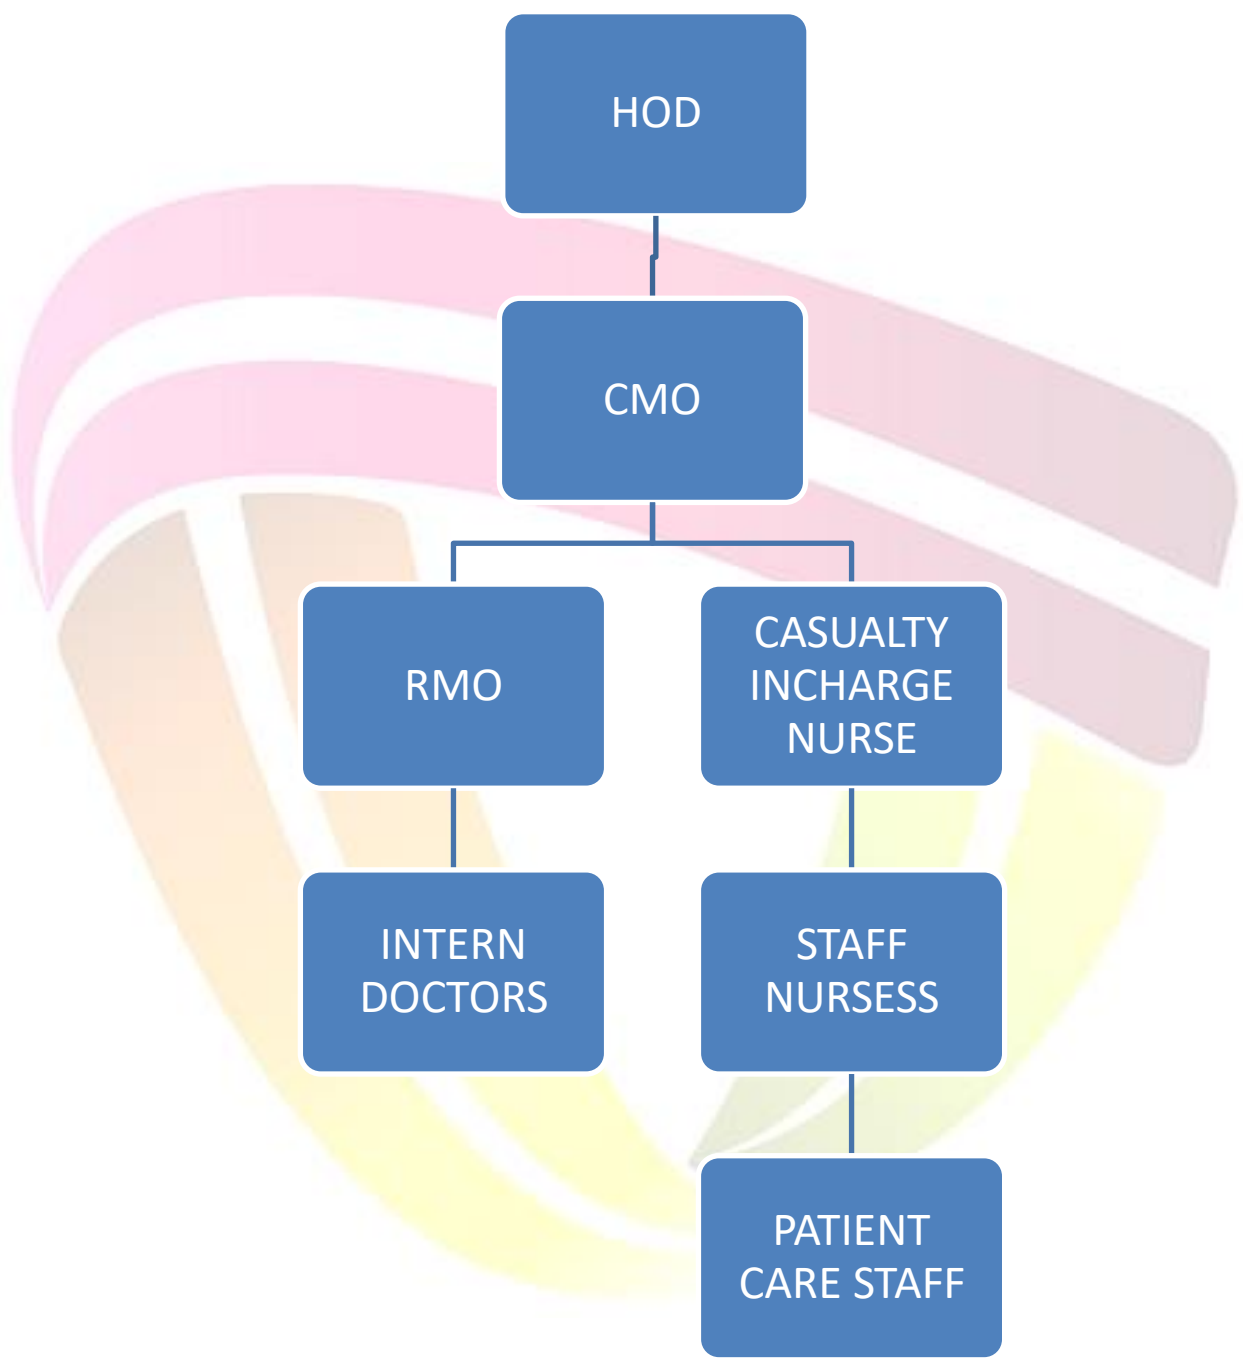 HOD
CMO
RMO
CASUALTY
INCHARGE
NURSE
INTERN
DOCTORS
STAFF
NURSESS
PATIENT
CARE STAFF